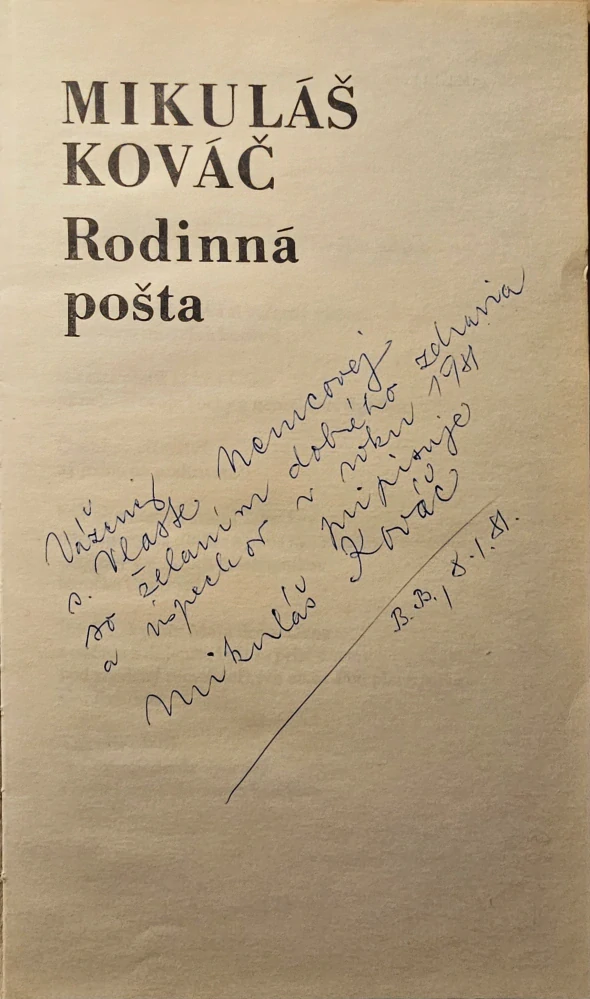 MIKULÁŠ
KOVÁČ
Rodinná
pošta
Váženej
s. Vlaste Nemcovej
so želaním dobrého zdravia
a úspechov v roku 1981
pripisuje
Mikuláš Kováč
B.B., 8.1.81.